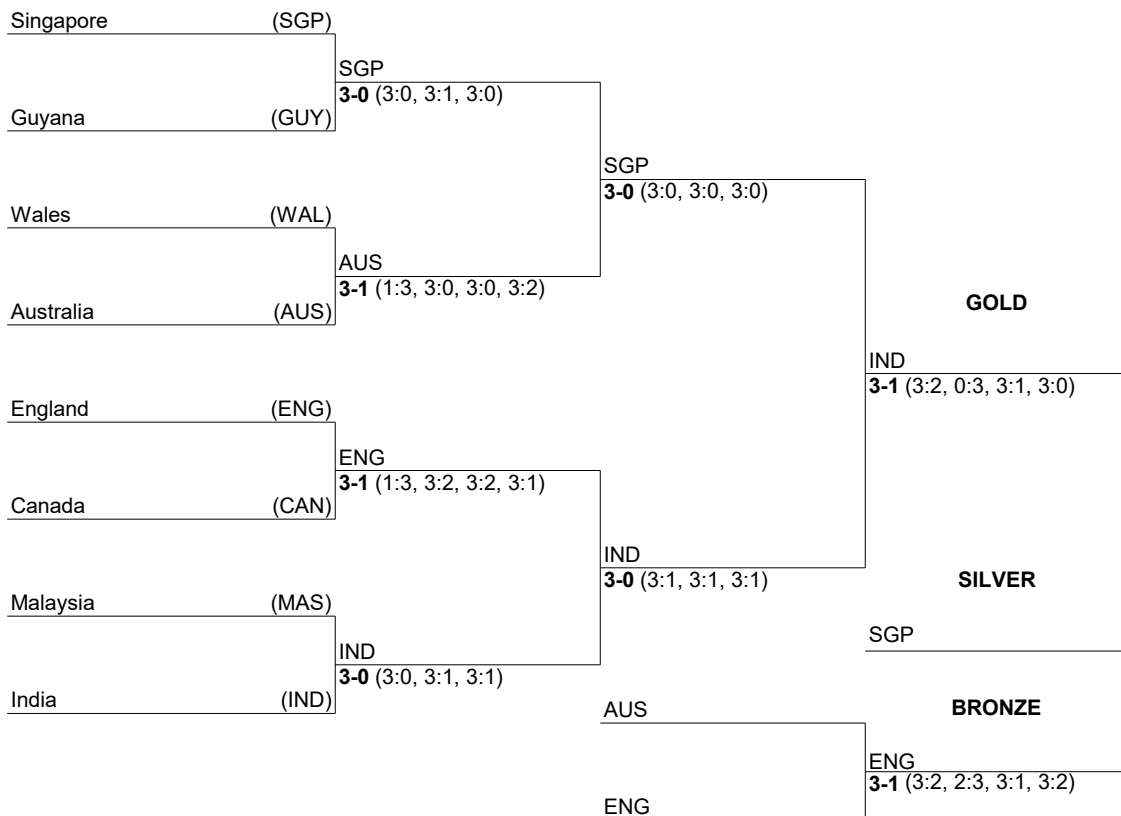 Singapore (SGP)
SGP
3-0 (3:0, 3:1, 3:0)
Guyana (GUY)
SGP
3-0 (3:0, 3:0, 3:0)
Wales (WAL)
AUS
3-1 (1:3, 3:0, 3:0, 3:2)
Australia (AUS)
GOLD
IND
3-1 (3:2, 0:3, 3:1, 3:0)
England (ENG)
ENG
3-1 (1:3, 3:2, 3:2, 3:1)
Canada (CAN)
IND
3-0 (3:1, 3:1, 3:1)
SILVER
Malaysia (MAS)
SGP
IND
3-0 (3:0, 3:1, 3:1)
India (IND)
AUS
BRONZE
ENG
3-1 (3:2, 2:3, 3:1, 3:2)
ENG